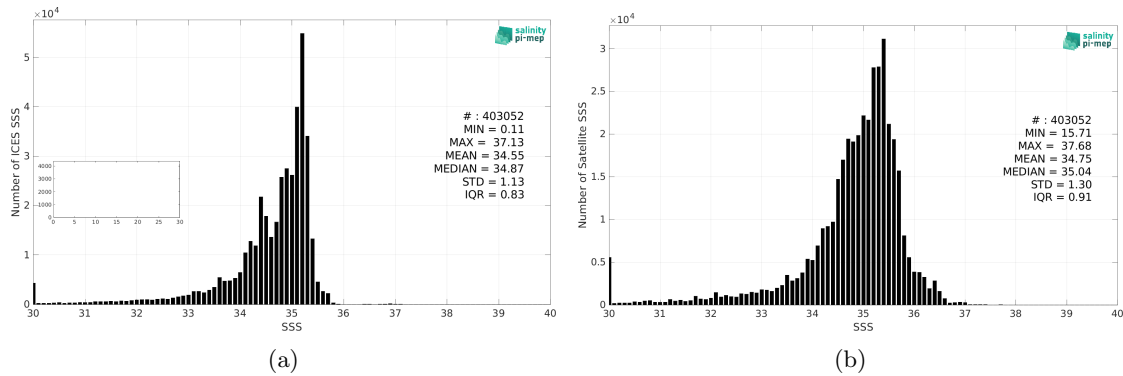 ×10⁴
salinity
pi-mep
5
4
3
2
1
0
Number of ICES SSS
# : 403052
MIN = 0.11
MAX = 37.13
MEAN = 34.55
MEDIAN = 34.87
STD = 1.13
IQR = 0.83
4000
3000
2000
1000
0
0 5 10 15 20 25 30
30 31 32 33 34 35 36 37 38 39 40
SSS
(a)
×10⁴
salinity
pi-mep
3
2.5
2
1.5
1
0.5
0
Number of Satellite SSS
# : 403052
MIN = 15.71
MAX = 37.68
MEAN = 34.75
MEDIAN = 35.04
STD = 1.30
IQR = 0.91
30 31 32 33 34 35 36 37 38 39 40
SSS
(b)